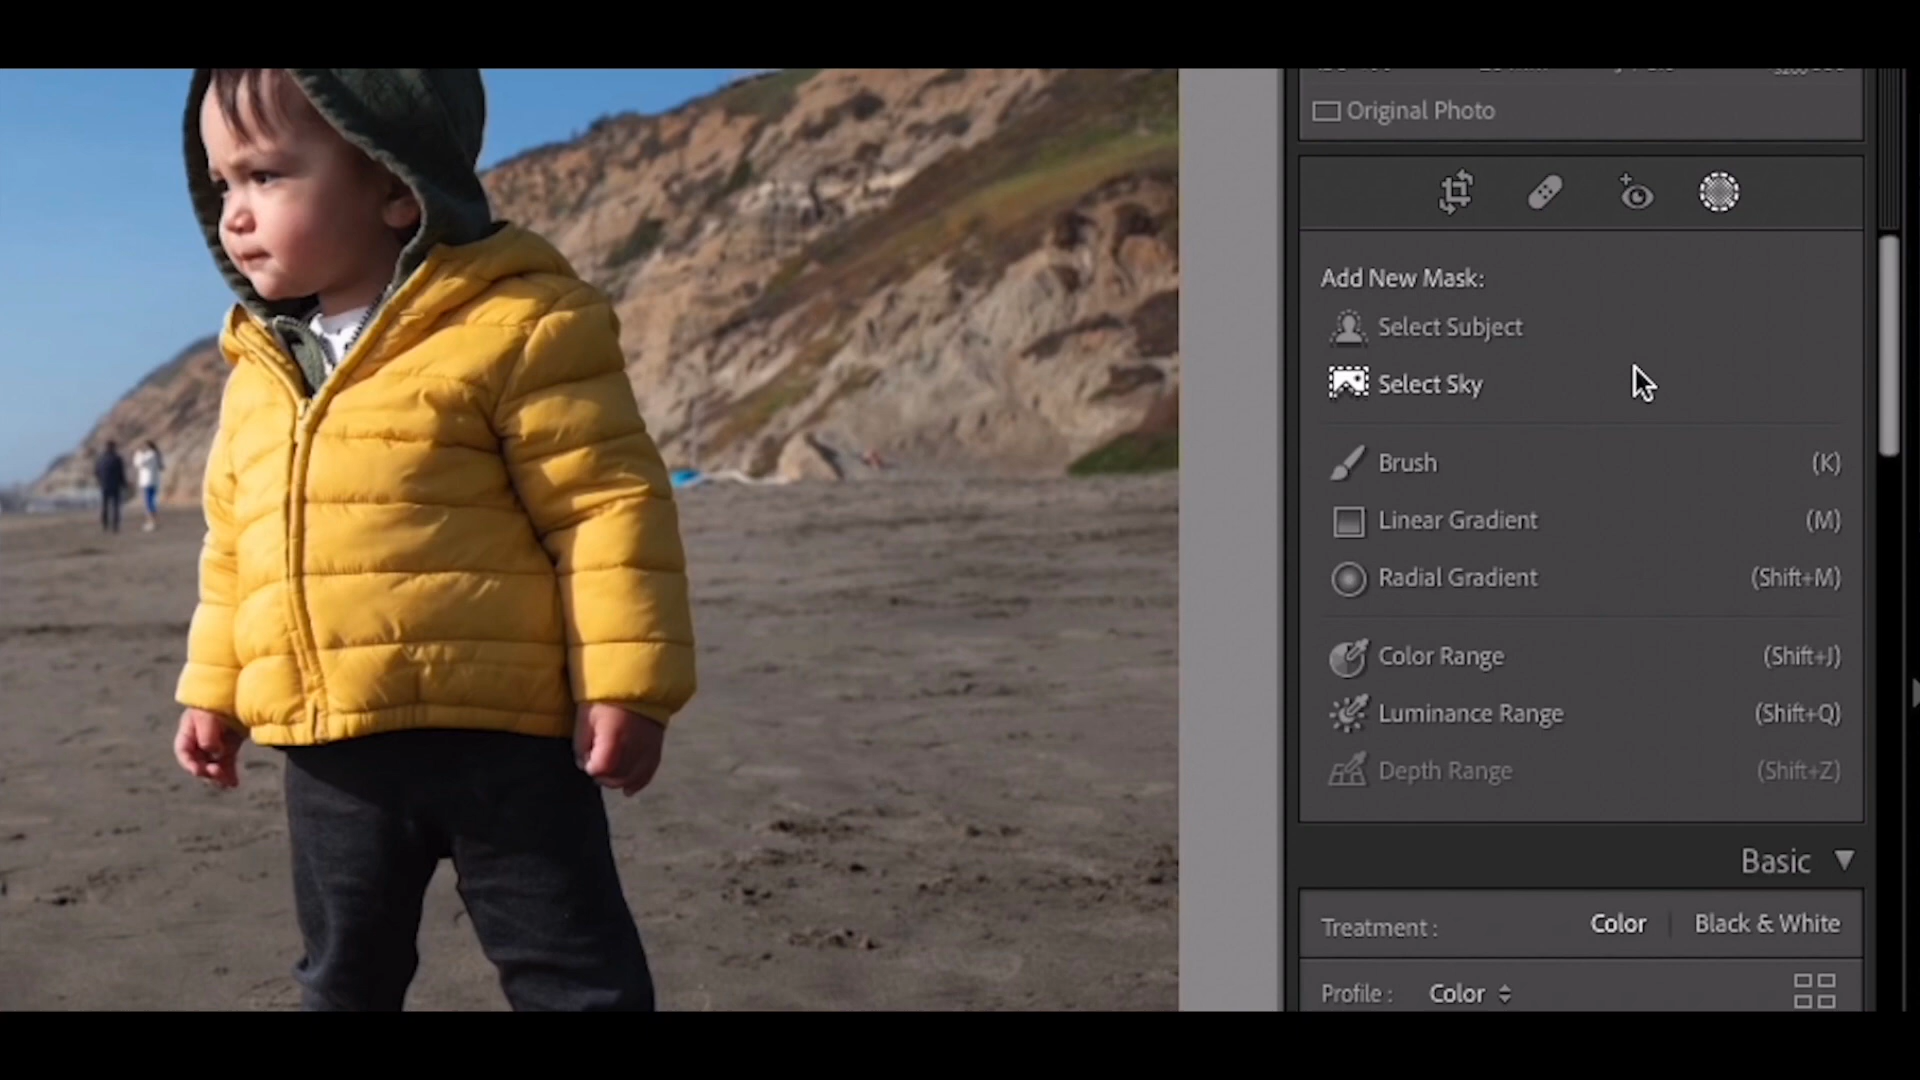 Original Photo
Add New Mask:
Select Subject
Select Sky
Brush (K)
Linear Gradient (M)
Radial Gradient (Shift+M)
Color Range (Shift+J)
Luminance Range (Shift+Q)
Depth Range (Shift+Z)
Basic
Treatment : Color Black & White
Profile : Color